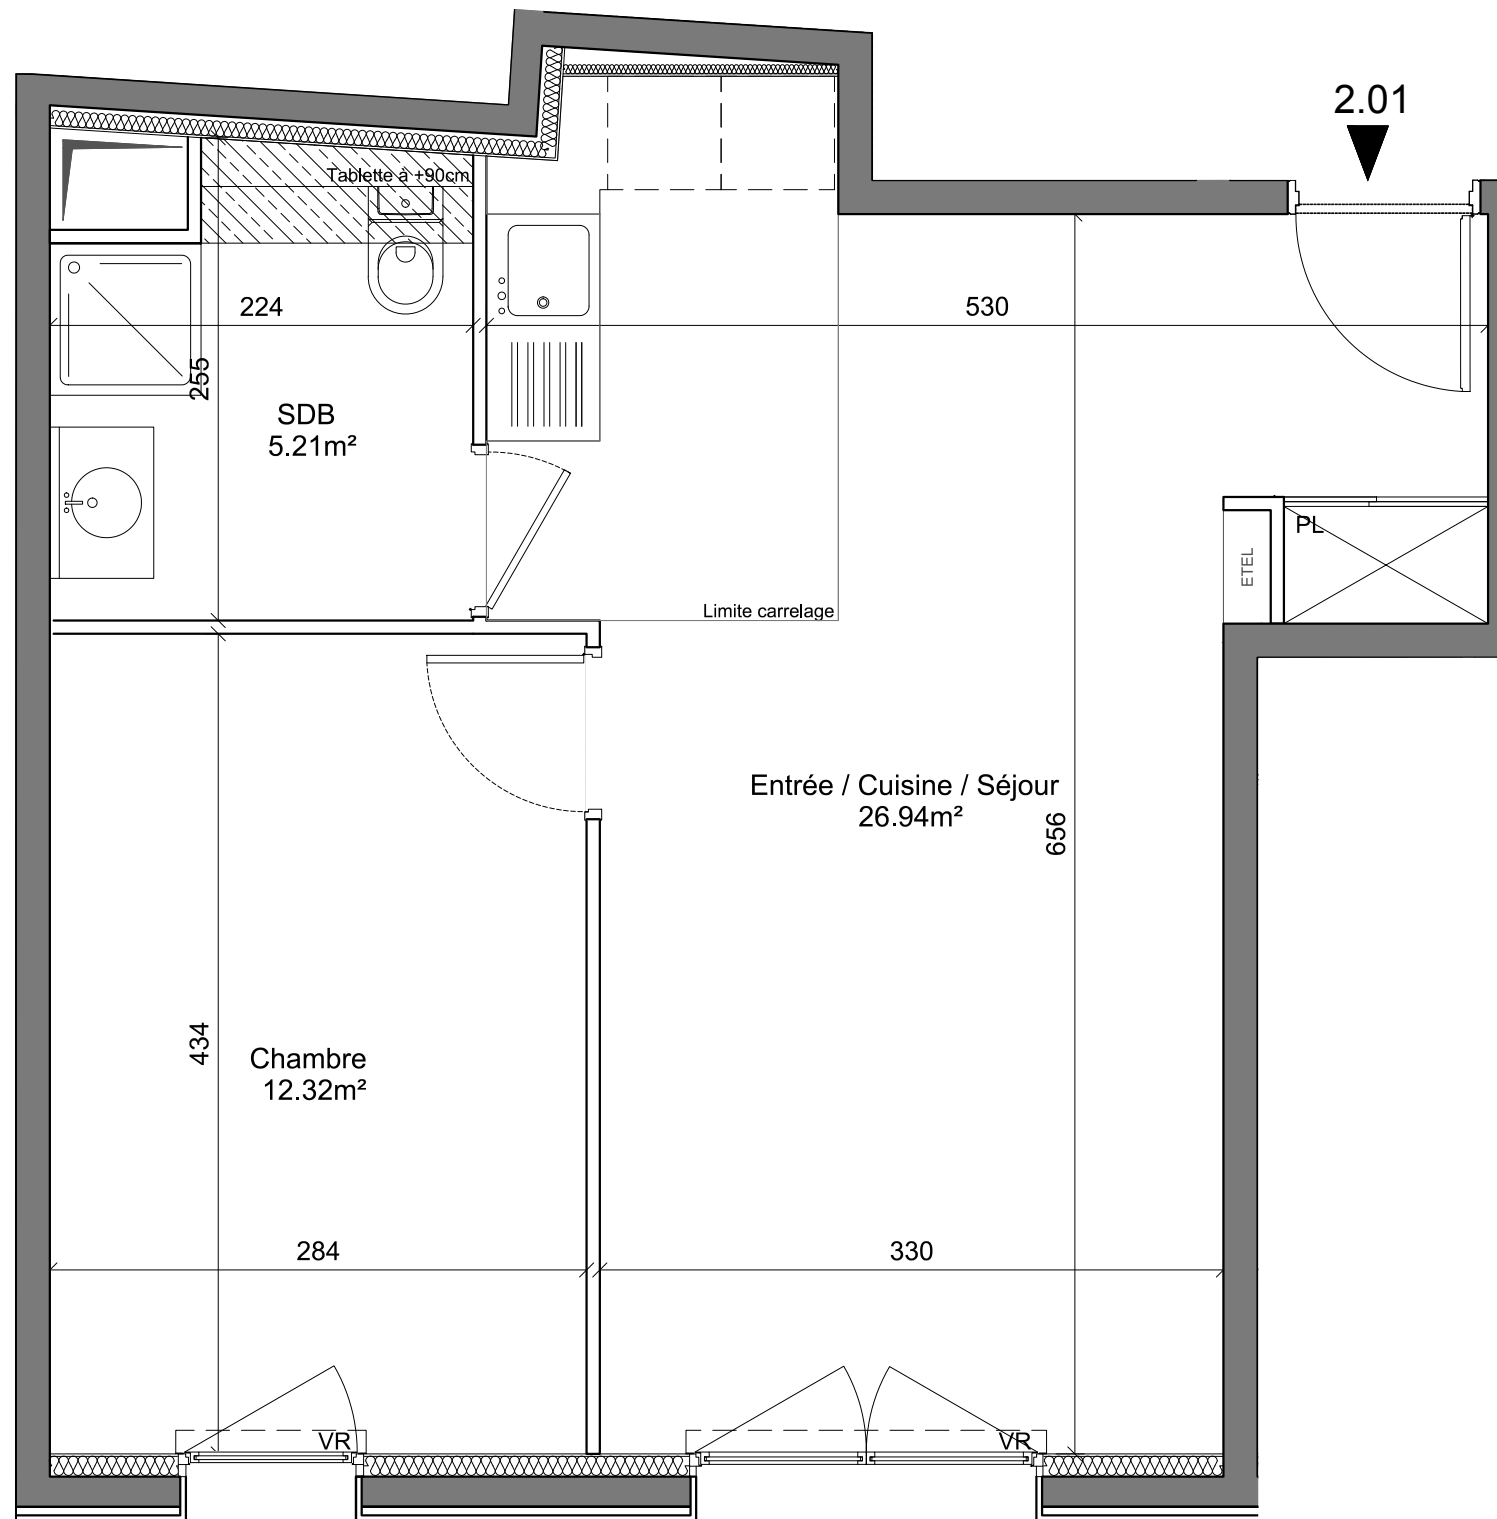 2.01
Tablette à +90cm
224
530
255
SDB
5.21m²
PL
ETEL
Limite carrelage
Entrée / Cuisine / Séjour
26.94m²
656
434
Chambre
12.32m²
284
330
VR
VR